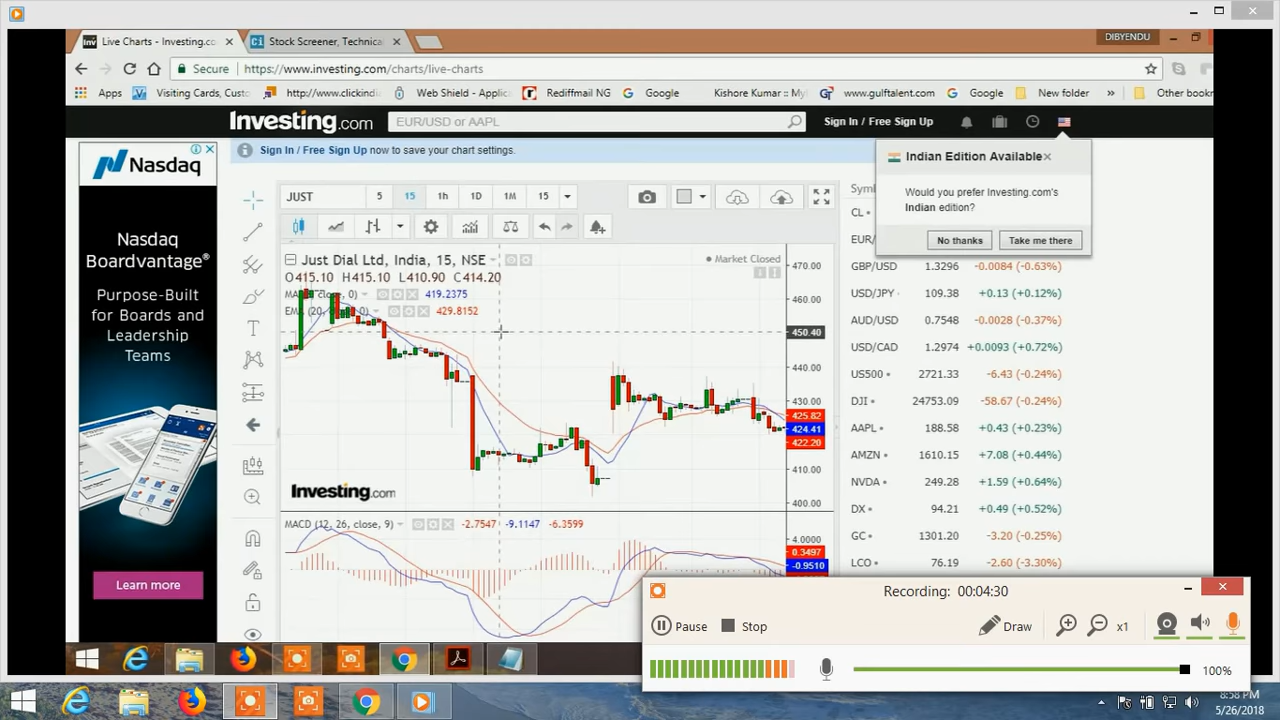 Live Charts - Investing.co
Stock Screener, Technical
DIBYENDU
Secure
https://www.investing.com/charts/live-charts
Apps
Visiting Cards, Custo
http://www.clickindi
Web Shield - Applic
Rediffmail NG
Google
Kishore Kumar :: M
www.gulftalent.com
Google
New folder
»
Other bookm
Investing.com
EUR/USD or AAPL
Sign In / Free Sign Up
Sign In / Free Sign Up now to save your chart settings.
Indian Edition Available
Would you prefer Investing.com's
Indian edition?
No thanks
Take me there
Nasdaq
Nasdaq
Boardvantage®
Purpose-Built
for Boards and
Leadership
Teams
Learn more
JUST
5
15
1h
1D
1M
15
Just Dial Ltd, India, 15, NSE
Market Closed
O415.10 H415.10 L410.90 C414.20
419.2375
429.8152
470.00
460.00
450.40
440.00
430.00
425.82
424.41
422.20
410.00
400.00
Investing.com
MACD (12, 26, close, 9)
-2.7547
-9.1147
-6.3599
4.0000
0.3497
-0.9510
Symb
CL
EUR/
GBP/USD 1.3296 -0.0084 (-0.63%)
USD/JPY 109.38 +0.13 (+0.12%)
AUD/USD 0.7548 -0.0028 (-0.37%)
USD/CAD 1.2974 +0.0093 (+0.72%)
US500 2721.33 -6.43 (-0.24%)
DJI 24753.09 -58.67 (-0.24%)
AAPL 188.58 +0.43 (+0.23%)
AMZN 1610.15 +7.08 (+0.44%)
NVDA 249.28 +1.59 (+0.64%)
DX 94.21 +0.49 (+0.52%)
GC 1301.20 -3.20 (-0.25%)
LCO 76.19 -2.60 (-3.30%)
Recording: 00:04:30
Pause
Stop
Draw
x1
100%
8:58 PM
5/26/2018